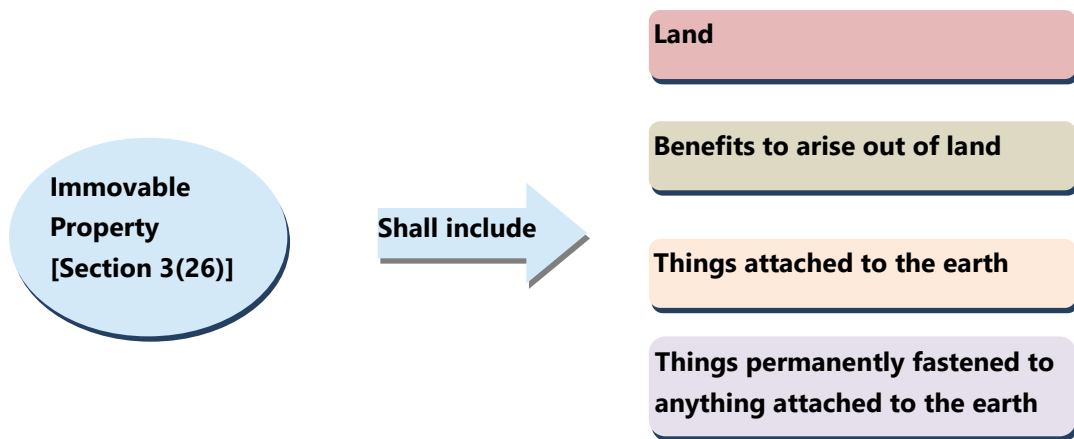 Immovable
Property
[Section 3(26)]
Shall include
Land
Benefits to arise out of land
Things attached to the earth
Things permanently fastened to
anything attached to the earth